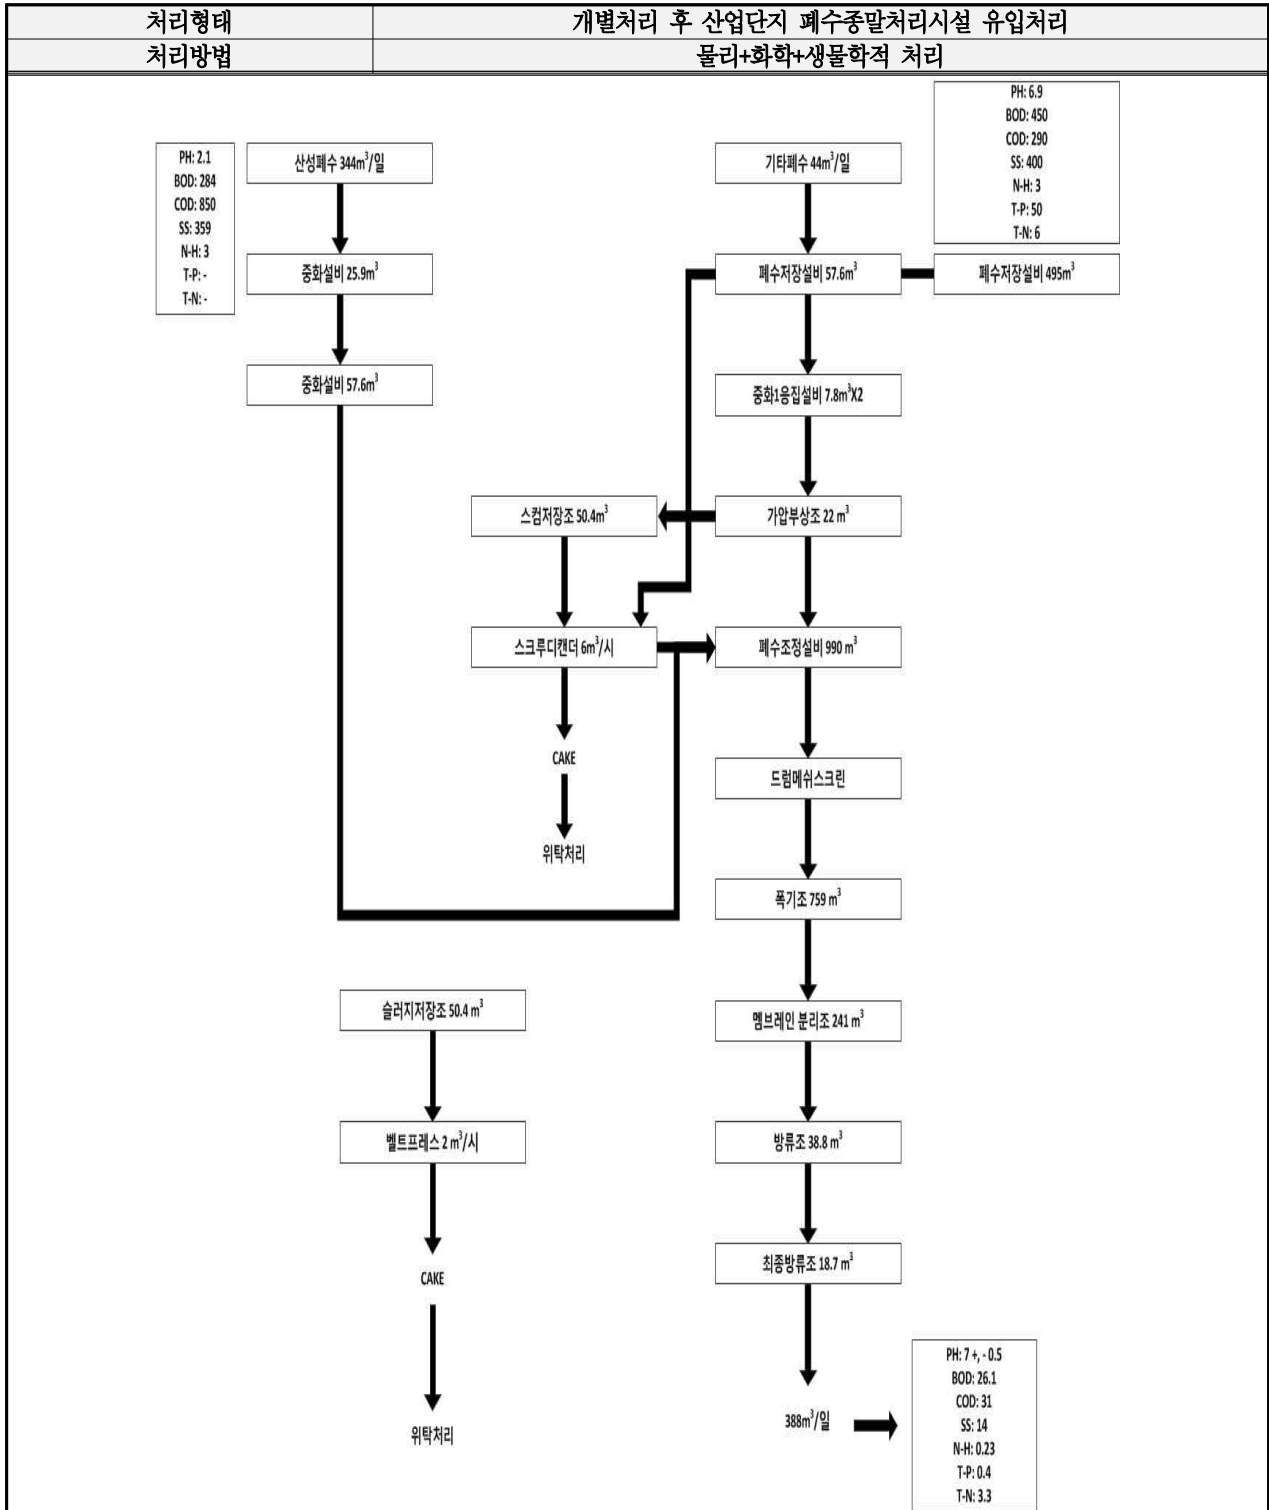 처리형태 개별처리 후 산업단지 폐수종말처리시설 유입처리
처리방법 물리+화학+생물학적 처리
PH: 6.9
BOD: 450
COD: 290
SS: 400
N-H: 3
T-P: 50
T-N: 6
PH: 2.1
BOD: 284
COD: 850
SS: 359
N-H: 3
T-P: -
T-N: -
산성폐수 344m³/일
기타폐수 44m³/일
중화설비 25.9m³
폐수저장설비 57.6m³
폐수저장설비 495m³
중화설비 57.6m³
중화1응집설비 7.8m³X2
스컴저장조 50.4m³
가압부상조 22 m³
스크루디캔더 6m³/시
폐수조정설비 990 m³
CAKE
드럼메쉬스크린
위탁처리
폭기조 759 m³
슬러지저장조 50.4 m³
멤브레인 분리조 241 m³
벨트프레스 2 m³/시
방류조 38.8 m³
최종방류조 18.7 m³
CAKE
위탁처리
388m³/일
PH: 7 +, - 0.5
BOD: 26.1
COD: 31
SS: 14
N-H: 0.23
T-P: 0.4
T-N: 3.3